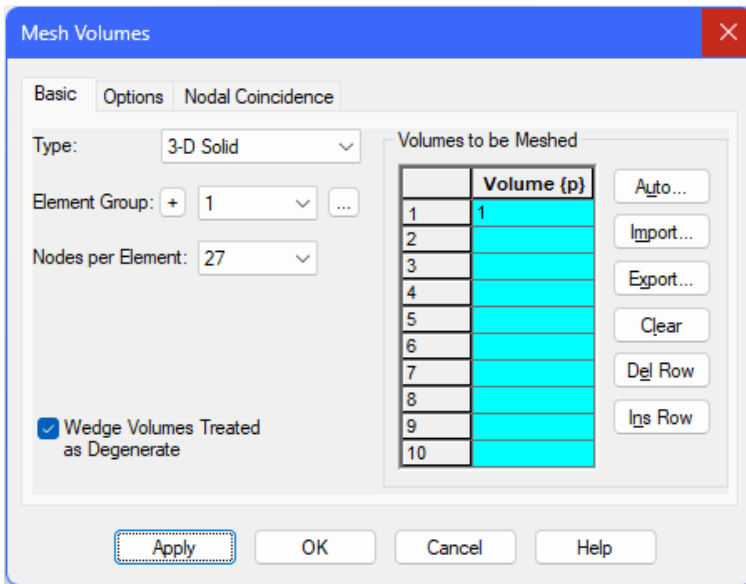 Mesh Volumes
Basic Options Nodal Coincidence
Type: 3-D Solid
Element Group: + 1 ...
Nodes per Element: 27
Wedge Volumes Treated
as Degenerate
Volumes to be Meshed
Volume {p}
1 1
2
3
4
5
6
7
8
9
10
Auto...
Import...
Export...
Clear
Del Row
Ins Row
Apply OK Cancel Help